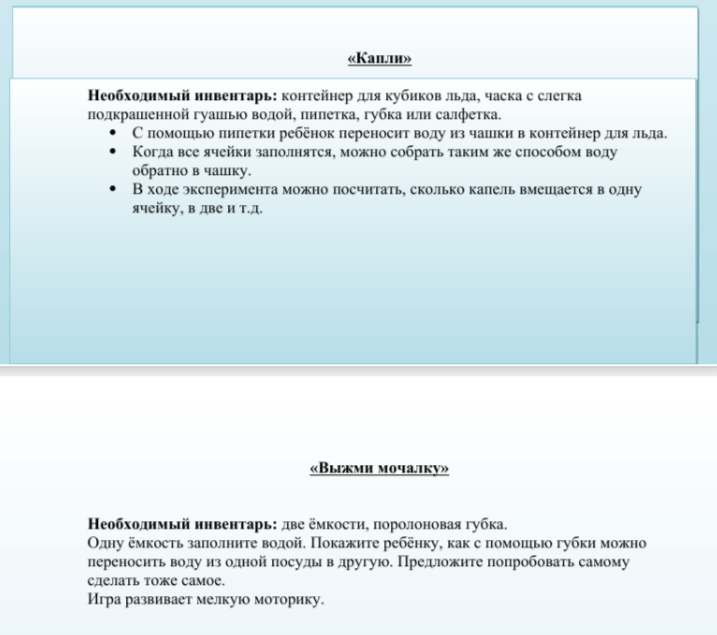 «Капли»
Необходимый инвентарь: контейнер для кубиков льда, часка с слегка
подкрашенной гуашью водой, пипетка, губка или салфетка.
• С помощью пипетки ребёнок переносит воду из чашки в контейнер для льда.
• Когда все ячейки заполнятся, можно собрать таким же способом воду
обратно в чашку.
• В ходе эксперимента можно посчитать, сколько капель вмещается в одну
ячейку, в две и т.д.
«Выжми мочалку»
Необходимый инвентарь: две ёмкости, поролоновая губка.
Одну ёмкость заполните водой. Покажите ребёнку, как с помощью губки можно
переносить воду из одной посуды в другую. Предложите попробовать самому
сделать тоже самое.
Игра развивает мелкую моторику.